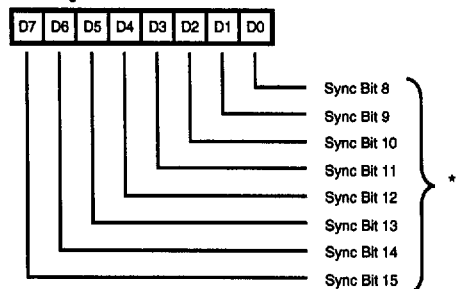 D7 D6 D5 D4 D3 D2 D1 D0
Sync Bit 8
Sync Bit 9
Sync Bit 10
Sync Bit 11 *
Sync Bit 12
Sync Bit 13
Sync Bit 14
Sync Bit 15